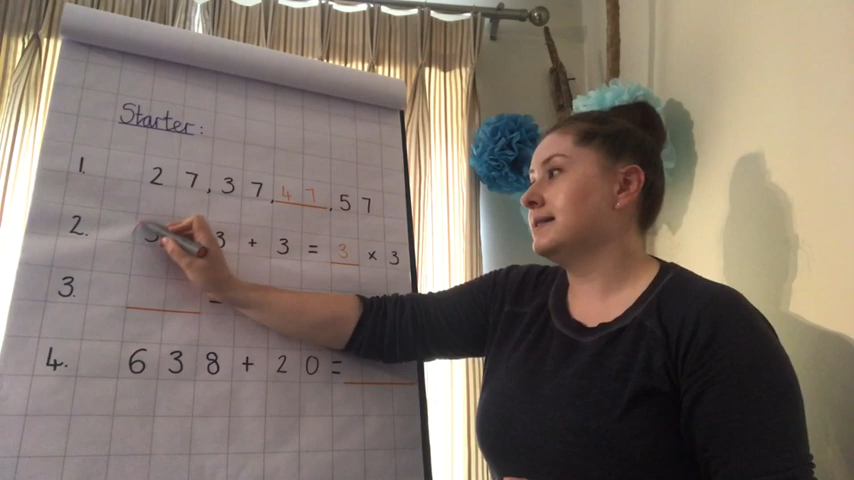 Starter:
1. 27, 37, 47, 57
2. 3 + 3 = 3 x 3
3. =
4. 638 + 20 =